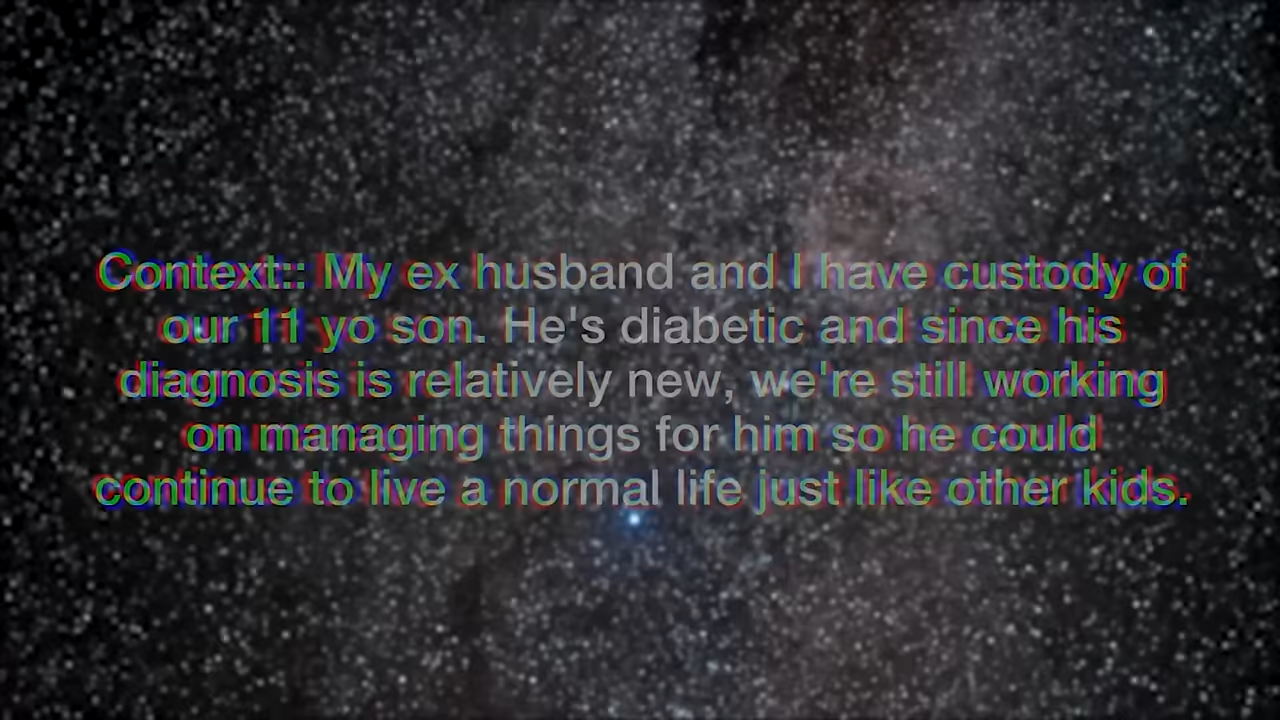 Context:: My ex husband and I have custody of
our 11 yo son. He's diabetic and since his
diagnosis is relatively new, we're still working
on managing things for him so he could
continue to live a normal life just like other kids.